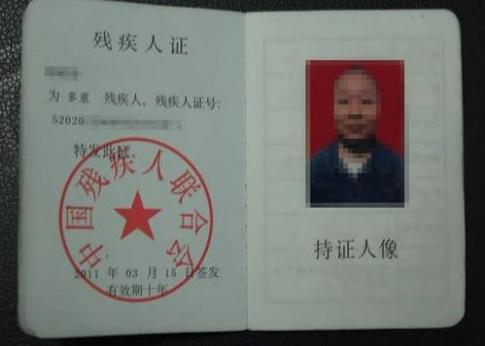 残疾人证
为 多重 残疾人，残疾人证号：
52020
特发此证。
中国残疾人联合会
2011 年 03 月 15 日签发
有效期十年
持证人像